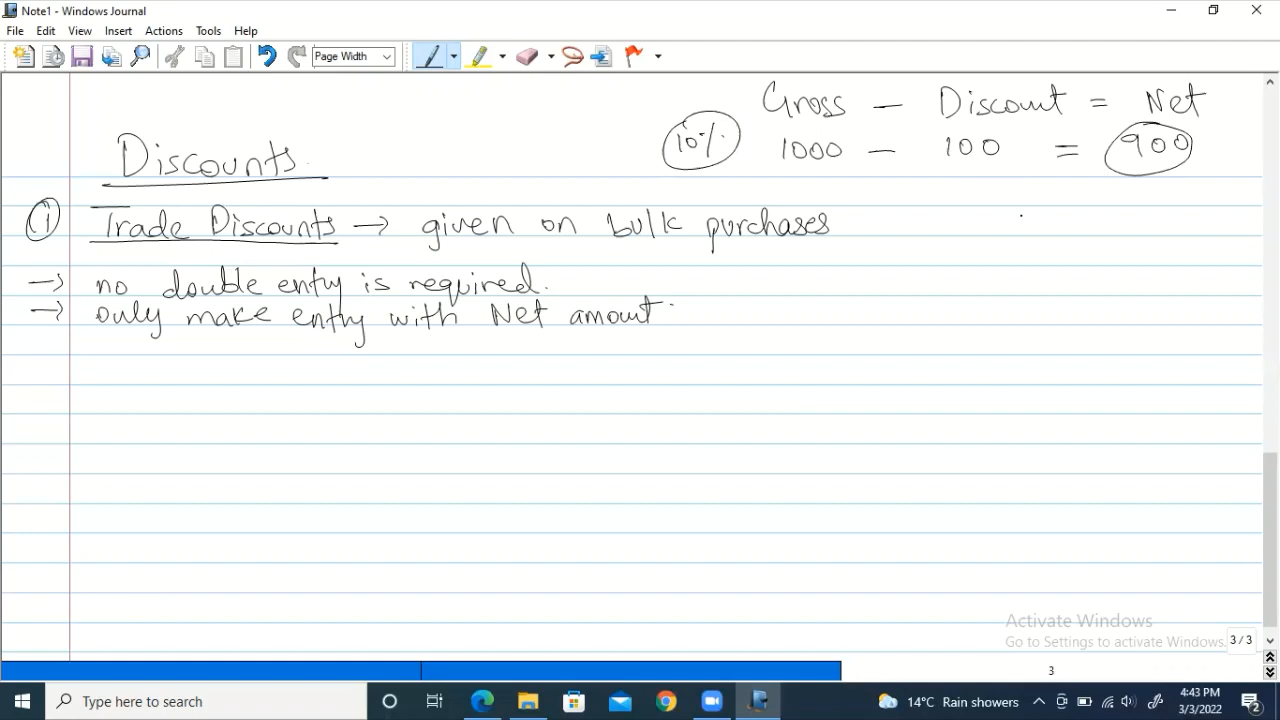 Note1 - Windows Journal
File Edit View Insert Actions Tools Help
Page Width
Gross - Discount = Net
10% 1000 - 100 = 900
Discounts
① Trade Discounts → given on bulk purchases
→ no double entry is required.
→ only make entry with Net amount.
Activate Windows
Go to Settings to activate Windows.
3 / 3
3
Type here to search
14°C Rain showers
4:43 PM
3/3/2022
2